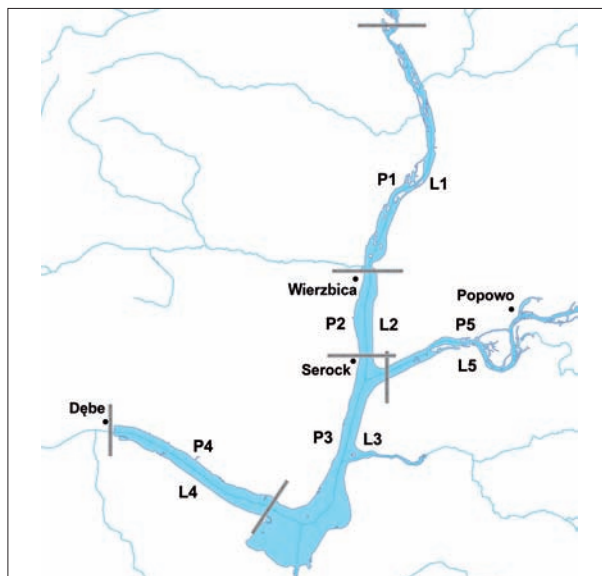 P1
L1
Wierzbica
Popowo
P2
L2
P5
Serock
L5
Dębe
P3
L3
P4
L4